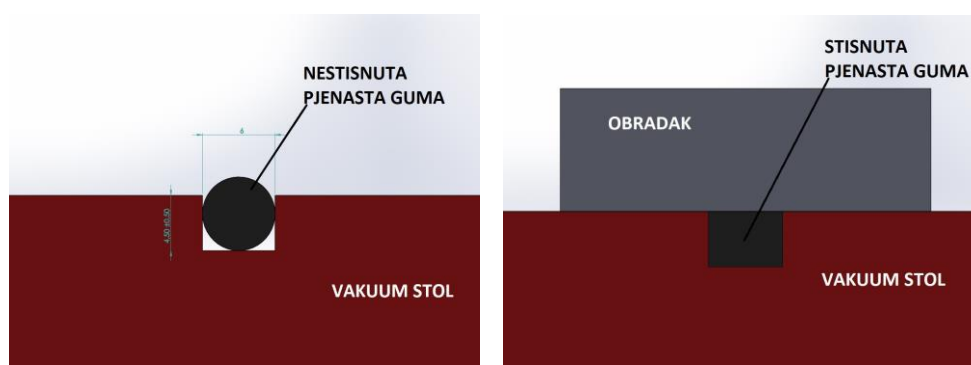 NESTISNUTA
PJENASTA GUMA
6
4.50 ±0.50
VAKUUM STOL
STISNUTA
PJENASTA GUMA
OBRADAK
VAKUUM STOL